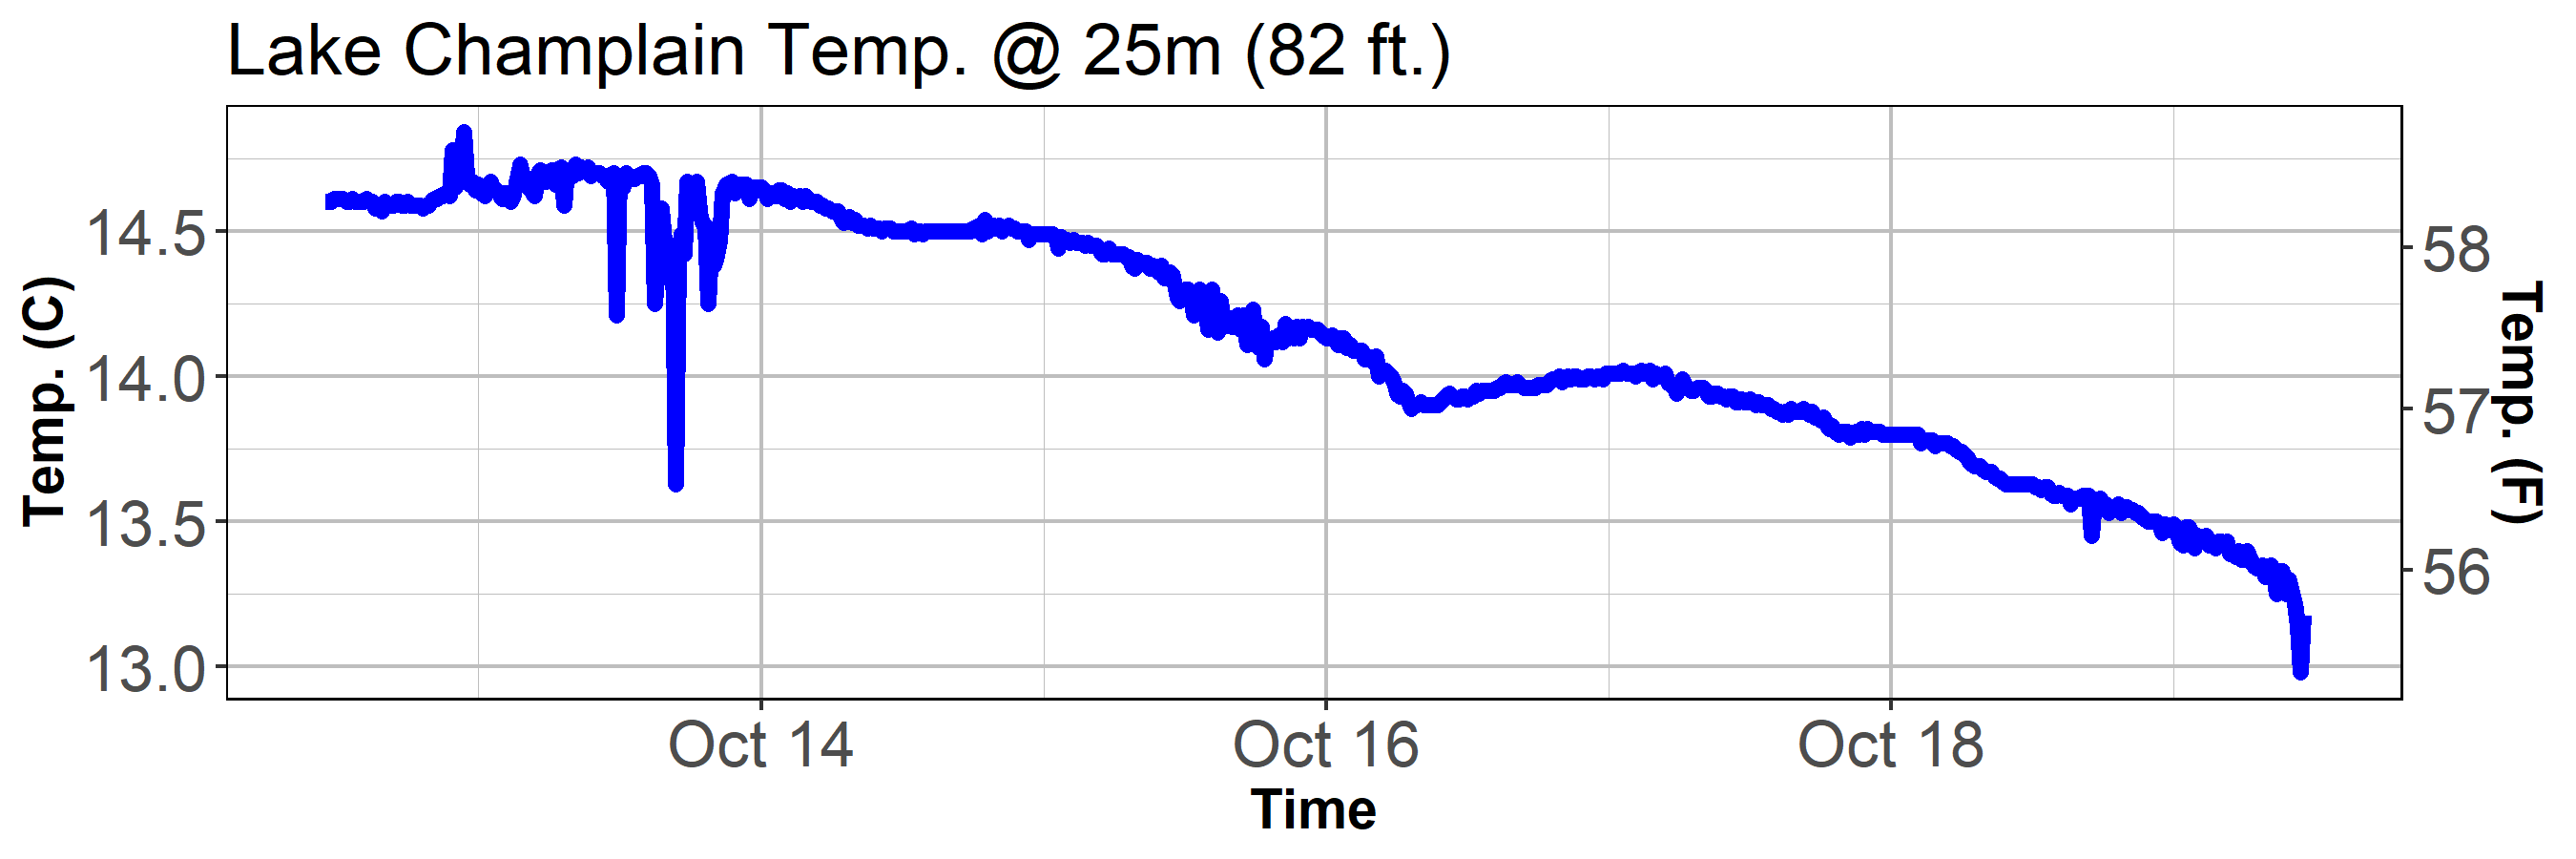 Lake Champlain Temp. @ 25m (82 ft.)
Temp. (C)
14.5
14.0
13.5
13.0
58
57
56
Temp. (F)
Oct 14
Oct 16
Oct 18
Time